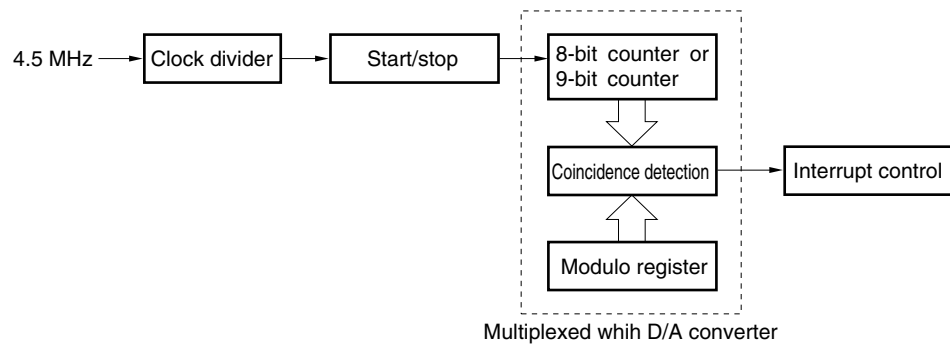 4.5 MHz
Clock divider
Start/stop
8-bit counter or
9-bit counter
Coincidence detection
Interrupt control
Modulo register
Multiplexed whih D/A converter